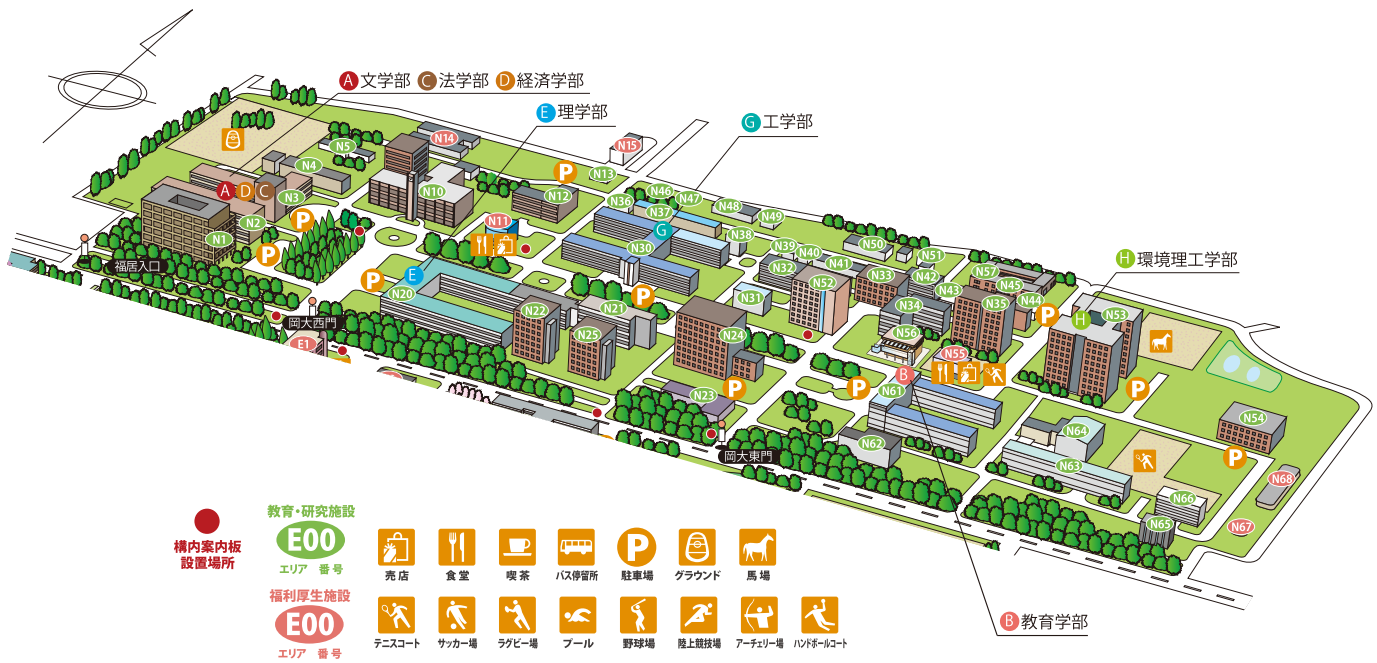 A 文学部 C 法学部 D 経済学部
E 理学部
G 工学部
H 環境理工学部
B 教育学部
N14
N15
N5
N4
N13
N10
N12
N3
A D C
N2
N1
N11
N36
N46
N47
N37
N48
N49
G
N38
N30
N39
N40
N41
N50
N51
N32
N52
N33
N42
N43
N57
N45
N44
N31
N34
N35
N56
N55
H
N53
E
N20
N22
N21
N25
N24
N23
B
N61
N62
N64
N63
N54
N66
N65
N68
N67
E1
P
P
P
P
P
P
P
P
P
P
福居入口
岡大西門
岡大東門
構内案内板
設置場所
教育・研究施設
E00
エリア 番号
福利厚生施設
E00
エリア 番号
P
売店 食堂 喫茶 バス停留所 駐車場 グラウンド 馬場
テニスコート サッカー場 ラグビー場 プール 野球場 陸上競技場 アーチェリー場 ハンドボールコート